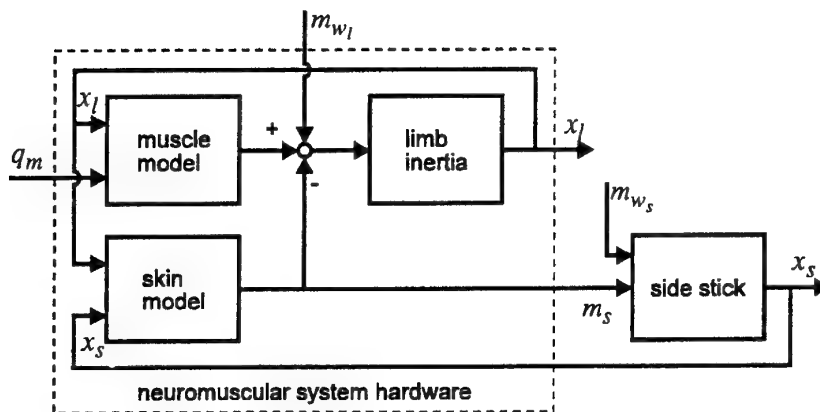 m_{w_l}
x_l
muscle
model
+
limb
inertia
x_l
q_m
-
m_{w_s}
skin
model
side stick
x_s
m_s
x_s
neuromuscular system hardware